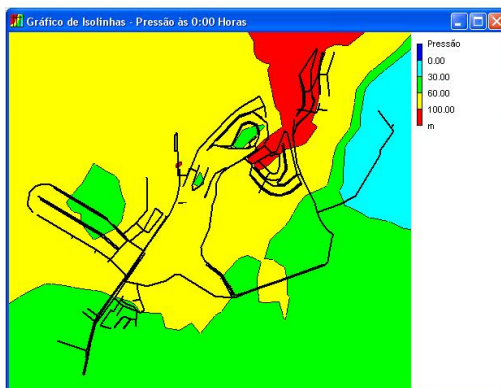 Gráfico de Isolinhas - Pressão às 0:00 Horas
Pressão
0.00
30.00
60.00
100.00
m